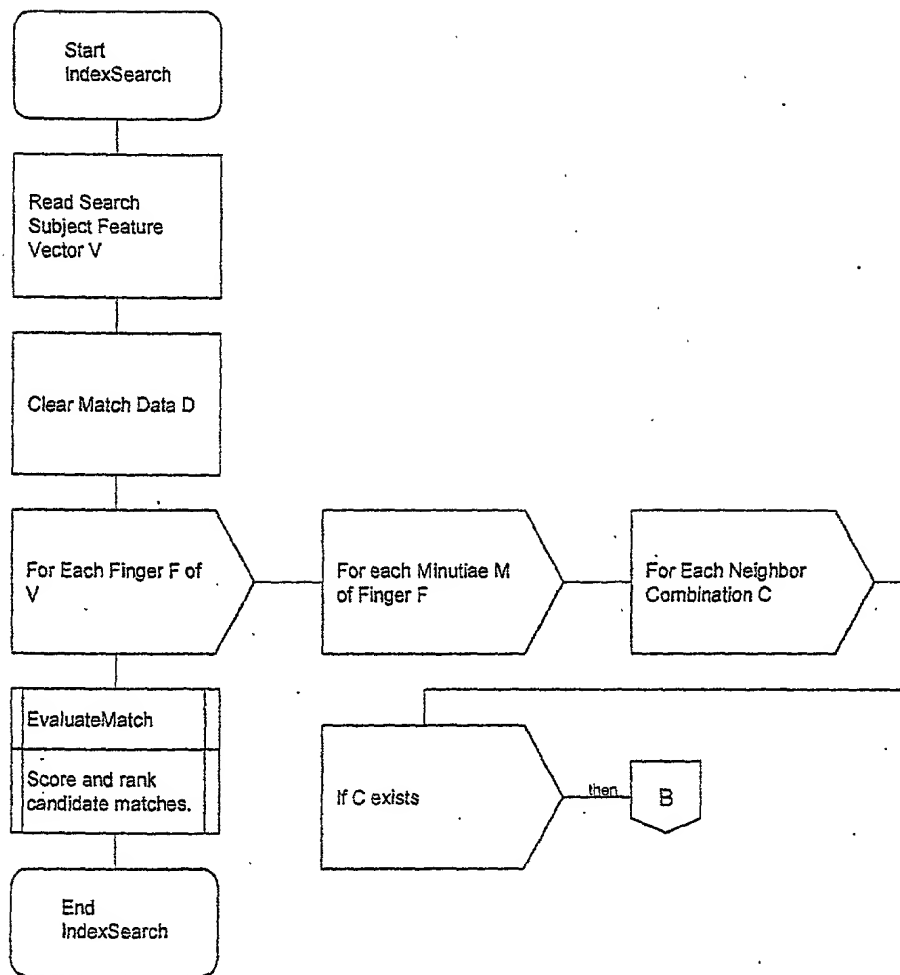 Start
IndexSearch
Read Search
Subject Feature
Vector V
Clear Match Data D
For Each Finger F of
V
For each Minutiae M
of Finger F
For Each Neighbor
Combination C
EvaluateMatch
Score and rank
candidate matches.
If C exists
then
B
End
IndexSearch